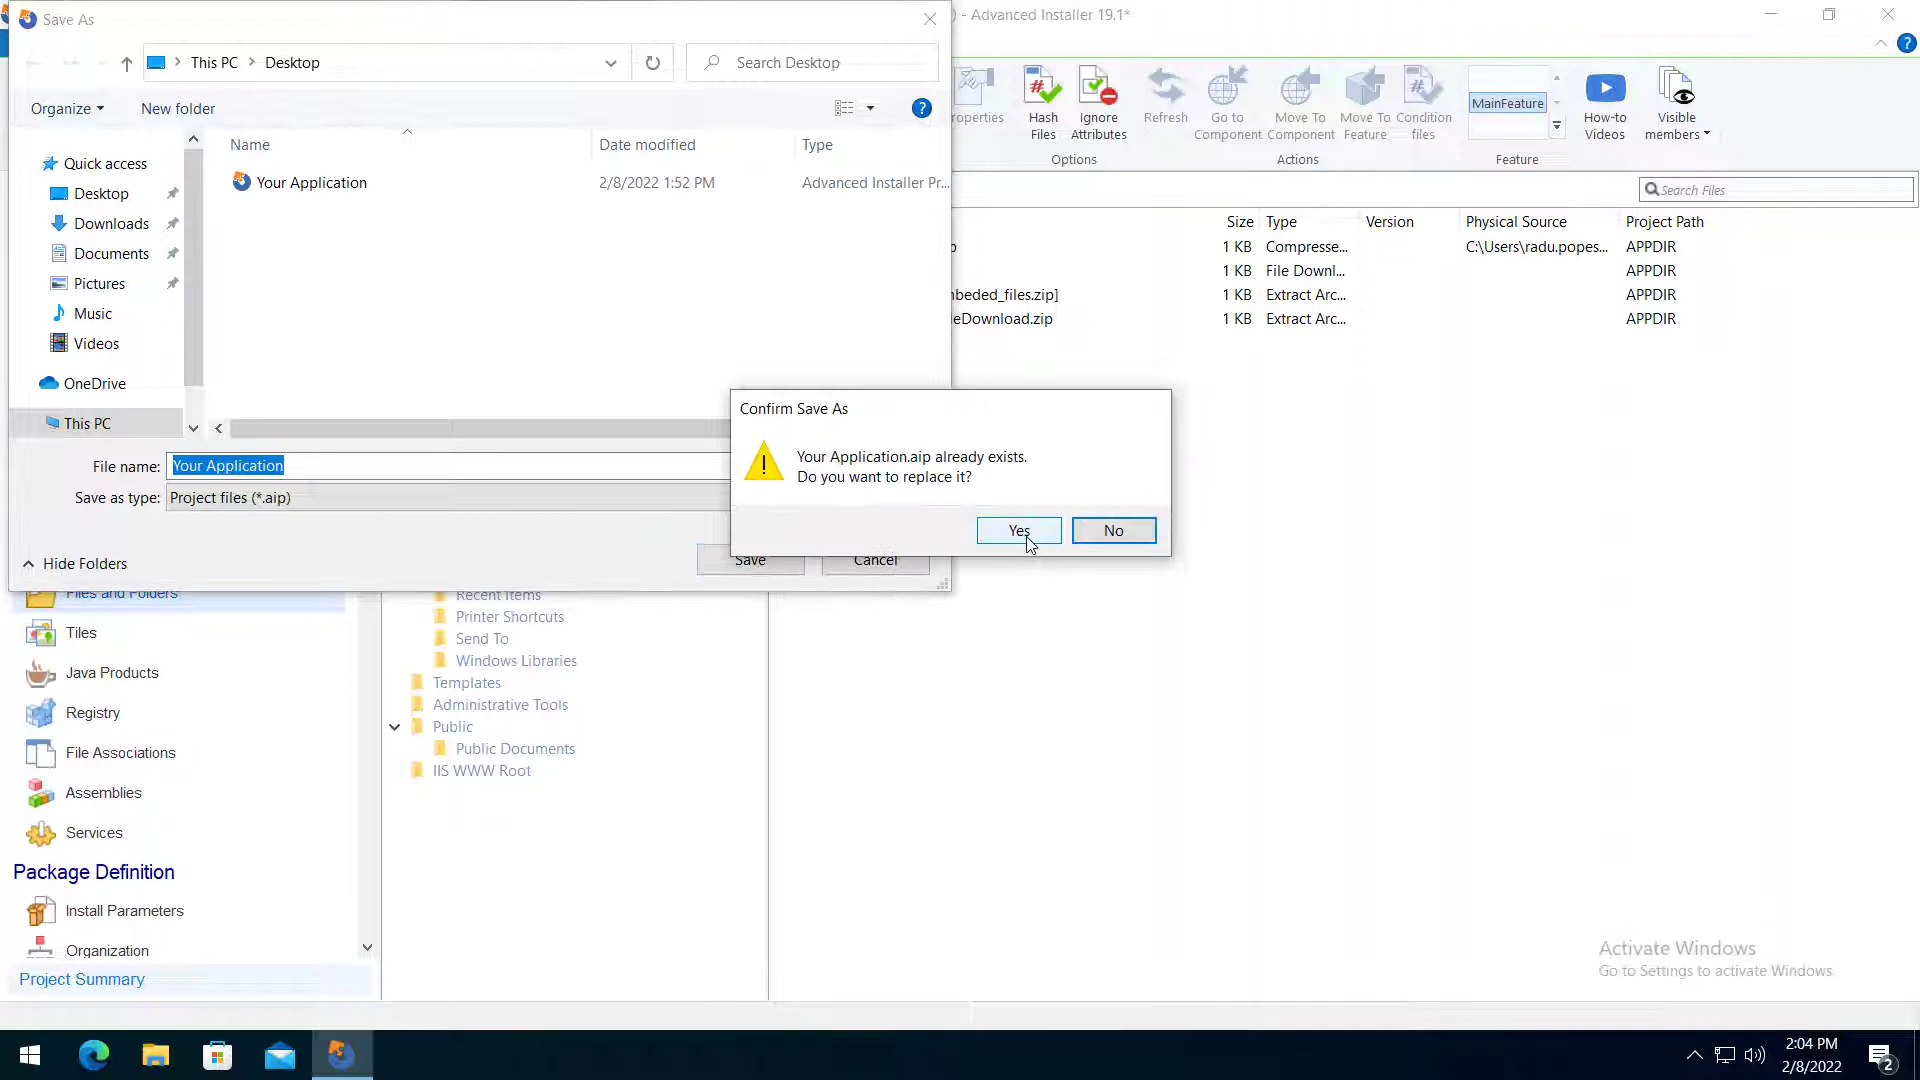 Save As
) - Advanced Installer 19.1*
This PC
Desktop
Search Desktop
Organize
New folder
Hash Files
Ignore Attributes
Refresh
Go to Component
Move To Component
Move To Feature
Condition files
MainFeature
How-to Videos
Visible members
Options
Actions
Feature
Name
Date modified
Type
Quick access
Your Application
2/8/2022 1:52 PM
Advanced Installer Pr...
Search Files
Desktop
Downloads
Documents
Pictures
Music
Videos
OneDrive
This PC
Size
Type
Version
Physical Source
Project Path
1 KB
Compresse...
C:\Users\radu.popes...
APPDIR
1 KB
File Downl...
APPDIR
beded_files.zip]
1 KB
Extract Arc...
APPDIR
eDownload.zip
1 KB
Extract Arc...
APPDIR
Confirm Save As
Your Application.aip already exists.
Do you want to replace it?
Yes
No
File name:
Your Application
Save as type:
Project files (*.aip)
Save
Cancel
Hide Folders
Files and Folders
Tiles
Java Products
Registry
File Associations
Assemblies
Services
Package Definition
Install Parameters
Organization
Project Summary
Recent Items
Printer Shortcuts
Send To
Windows Libraries
Templates
Administrative Tools
Public
Public Documents
IIS WWW Root
Activate Windows
Go to Settings to activate Windows.
2:04 PM
2/8/2022
2